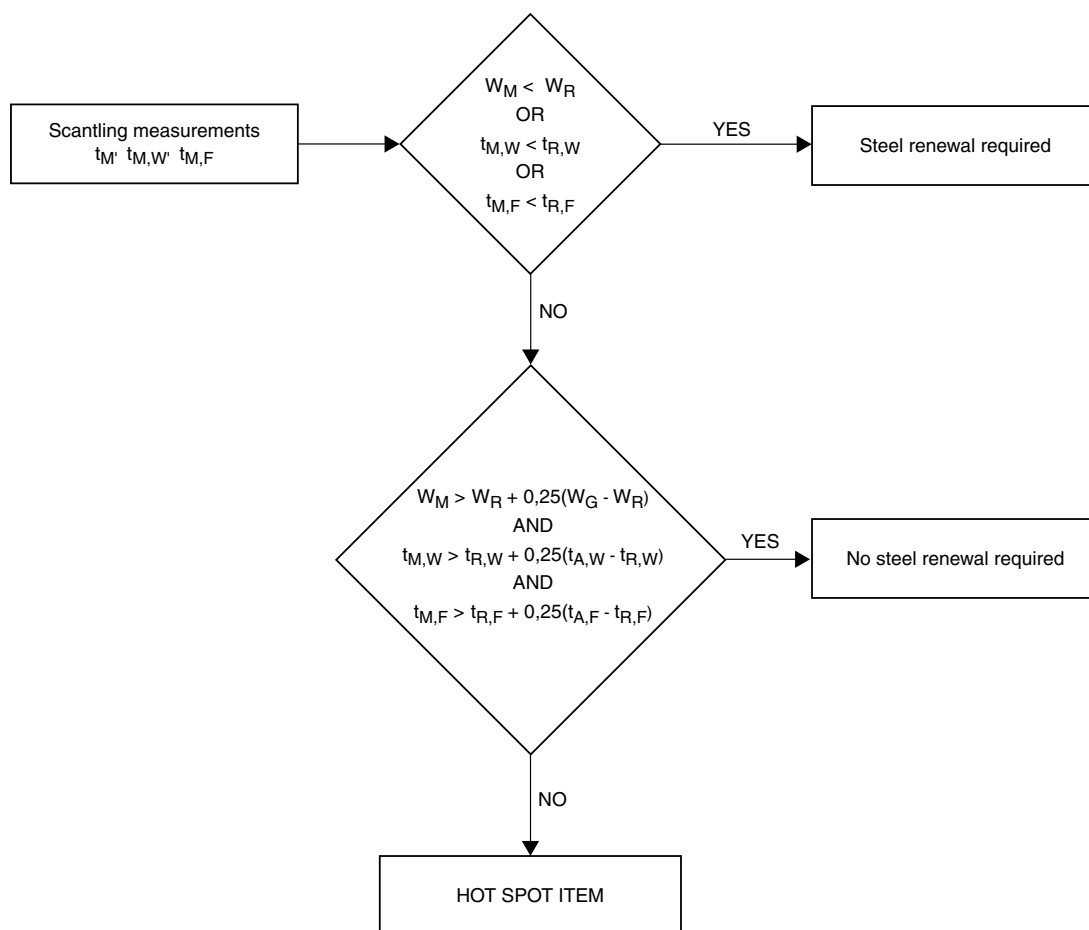 Scantling measurements
tM' tM,W' tM,F
WM < WR
OR
tM,W < tR,W
OR
tM,F < tR,F
YES
Steel renewal required
NO
WM > WR + 0,25(WG - WR)
AND
tM,W > tR,W + 0,25(tA,W - tR,W)
AND
tM,F > tR,F + 0,25(tA,F - tR,F)
YES
No steel renewal required
NO
HOT SPOT ITEM